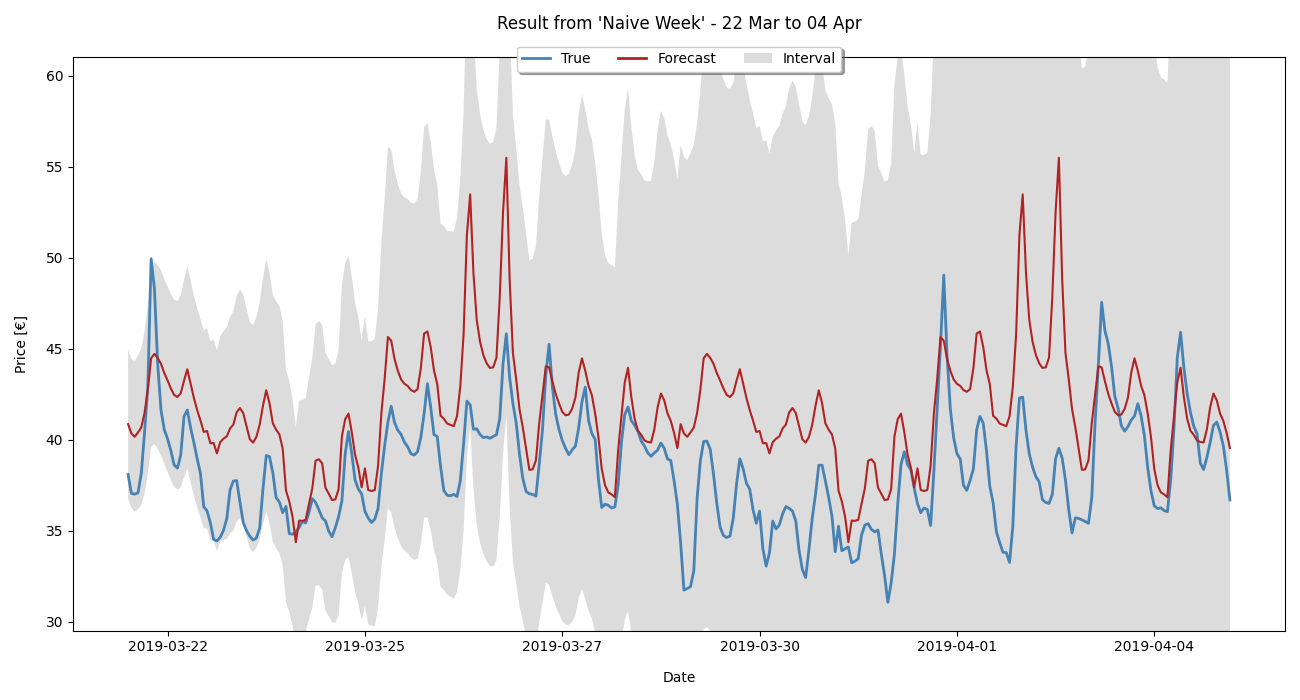 Result from 'Naive Week' - 22 Mar to 04 Apr
True Forecast Interval
60
55
50
45
40
35
30
Price [€]
2019-03-22 2019-03-25 2019-03-27 2019-03-30 2019-04-01 2019-04-04
Date